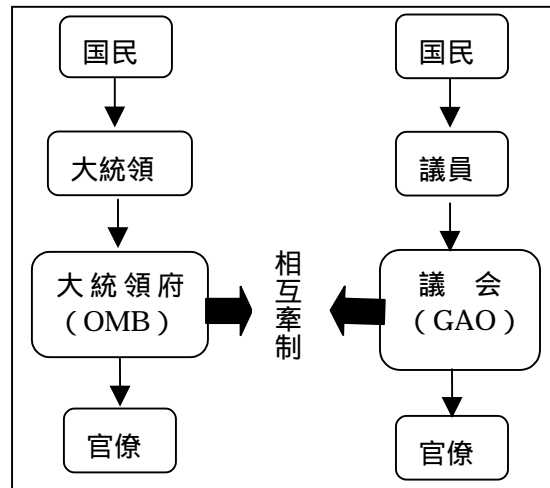 国民
大統領
大統領府
(OMB)
官僚
相互牽制
国民
議員
議　会
(GAO)
官僚